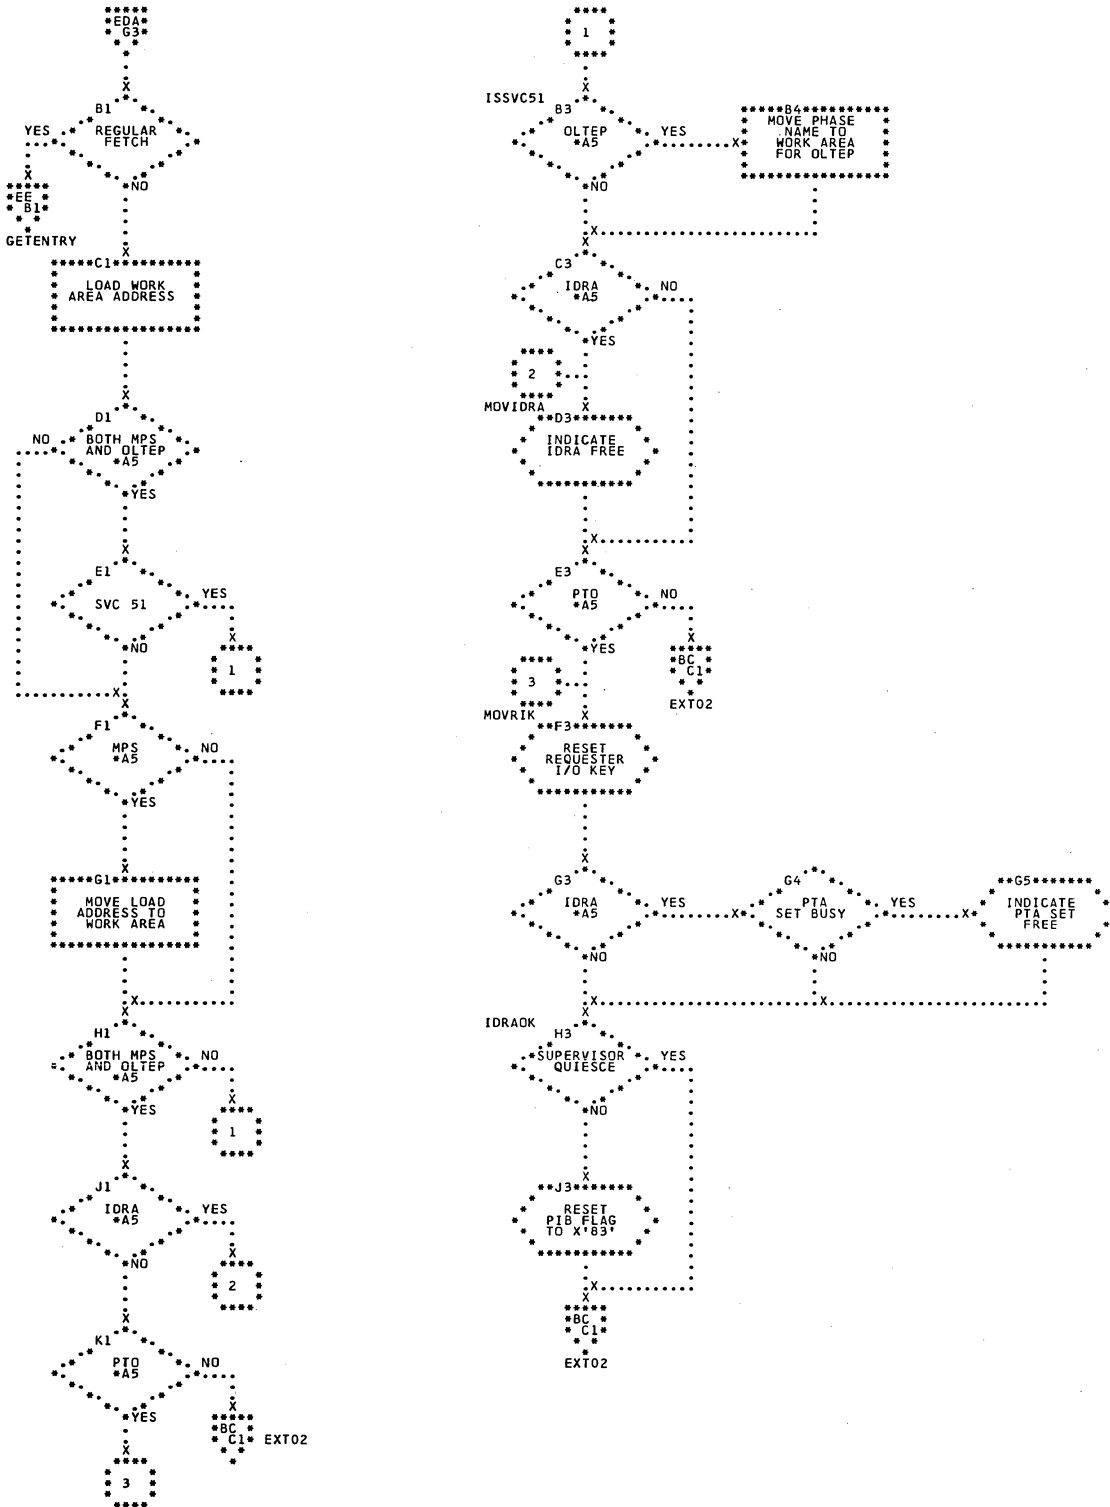 EDA
G3
B1
YES
REGULAR
FETCH
NO
EE
B1
GETENTRY
C1
LOAD WORK
AREA ADDRESS
D1
NO
BOTH MPS
AND OLTEP
*A5
YES
E1
YES
SVC 51
NO
1
F1
MPS
*A5
NO
YES
G1
MOVE LOAD
ADDRESS TO
WORK AREA
H1
BOTH MPS
AND OLTEP
*A5
NO
YES
1
J1
IDRA
*A5
YES
NO
2
K1
PTO
*A5
NO
YES
BC
C1
EXT02
3
1
ISSVC51
B3
OLTEP
*A5
YES
NO
B4
MOVE PHASE
NAME TO
WORK AREA
FOR OLTEP
C3
IDRA
*A5
NO
YES
2
MOVIDRA
D3
INDICATE
IDRA FREE
E3
PTO
*A5
NO
YES
BC
C1
EXT02
3
MOVRIK
F3
RESET
REQUESTER
I/O KEY
G3
IDRA
*A5
YES
NO
G4
PTA
SET BUSY
YES
NO
G5
INDICATE
PTA SET
FREE
IDRAOK
H3
SUPERVISOR
QUIESCE
YES
NO
J3
RESET
PIB FLAG
TO X'83'
BC
C1
EXT02